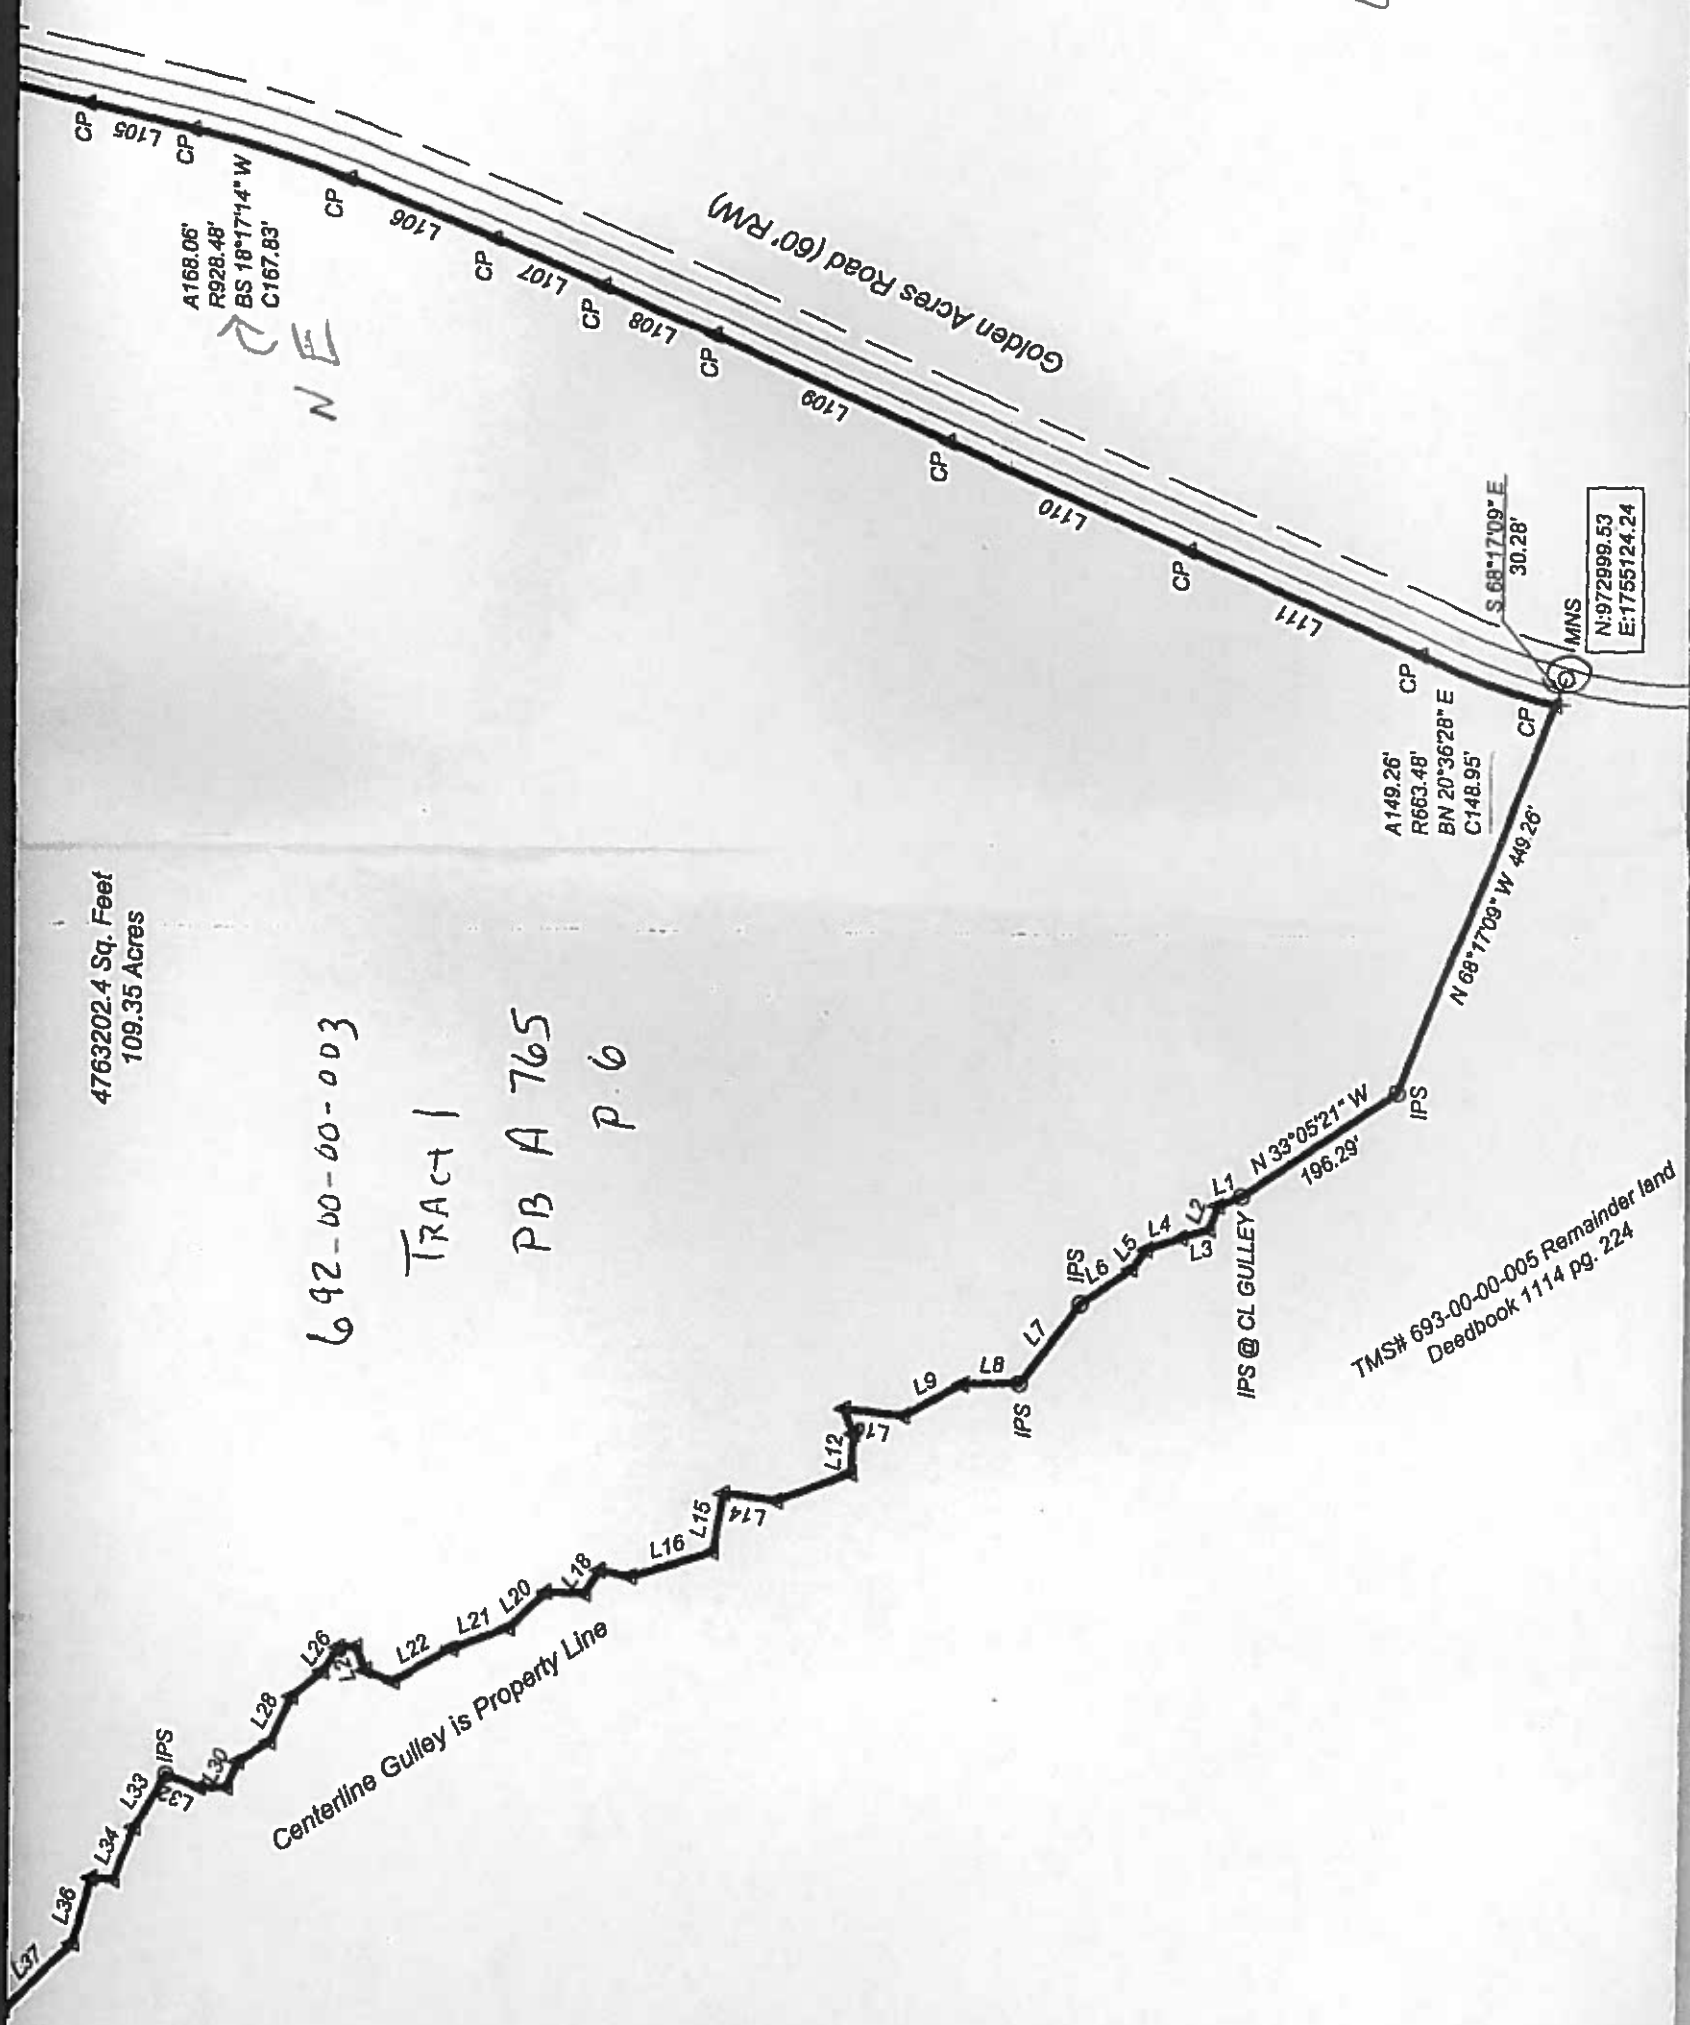 CP
L105
CP
A168.06'
R928.48'
BS 18°17'14" W
C167.83'
N E
CP
L106
CP
L107
CP
L108
CP
Golden Acres Road (60' R/W)
L109
CP
L110
CP
L111
CP
A149.26'
R663.48'
BN 20°36'28" E
C148.95'
CP
S 68°17'09" E
30.28'
MNS
N:972999.53
E:1755124.24
N 68°17'09" W 449.26'
IPS
N 33°05'21" W
196.29'
4763202.4 Sq. Feet
109.35 Acres
692-00-00-003
TRACT 1
PB A 765
P. 6
IPS @ CL GULLEY
L1
L2
L3
L4
L5
L6
IPS
L7
IPS
L8
L9
L12
L14
L15
L16
L18
L20
L21
L22
L26
L28
L30
L32
IPS
L33
L34
L36
L37
Centerline Gulley is Property Line
TMS# 693-00-00-005 Remainder land
Deedbook 1114 pg. 224